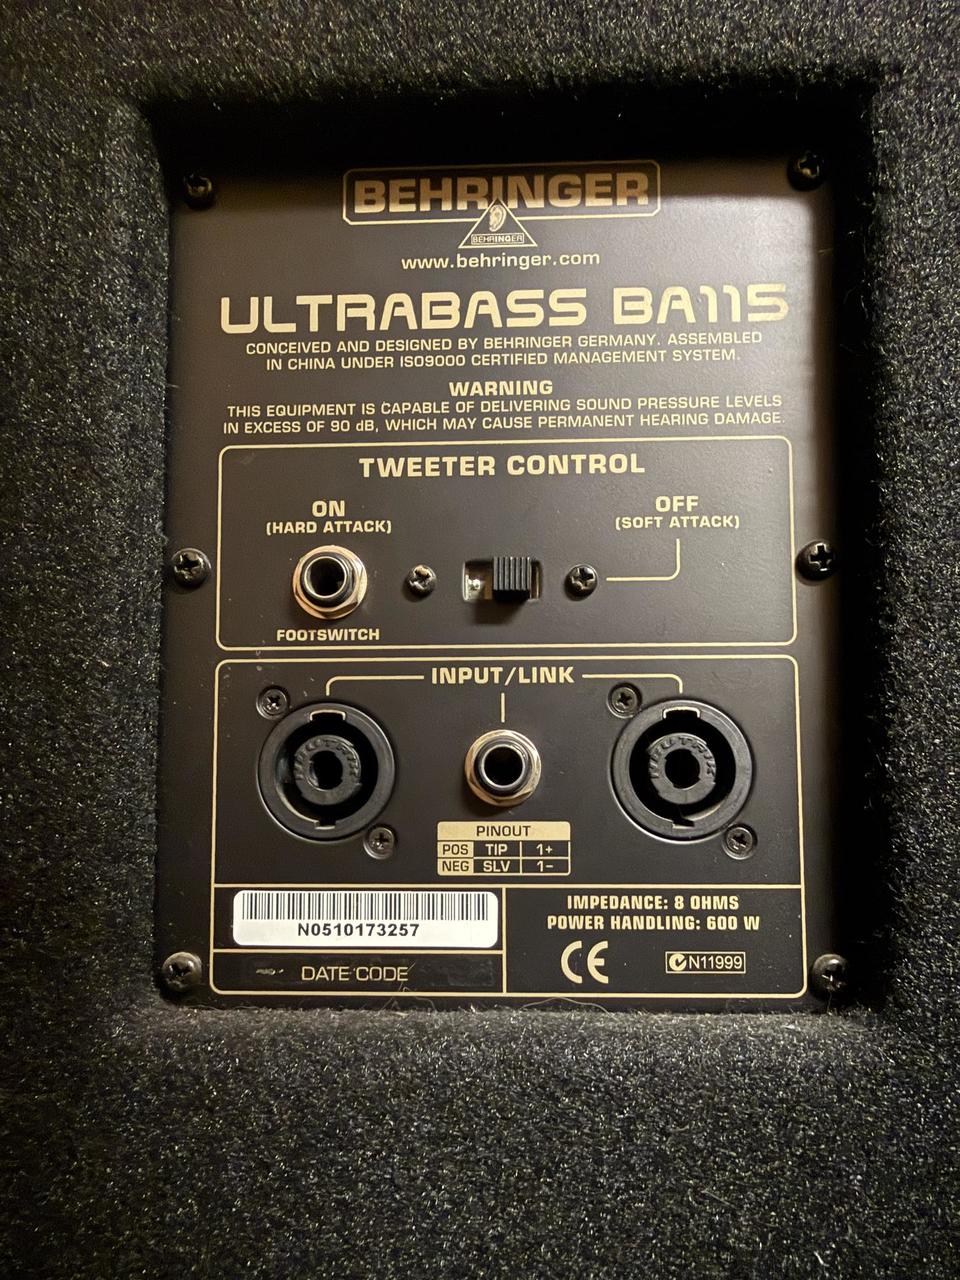 BEHRINGER
BEHRINGER
www.behringer.com
ULTRABASS BA115
CONCEIVED AND DESIGNED BY BEHRINGER GERMANY. ASSEMBLED
IN CHINA UNDER ISO9000 CERTIFIED MANAGEMENT SYSTEM.
WARNING
THIS EQUIPMENT IS CAPABLE OF DELIVERING SOUND PRESSURE LEVELS
IN EXCESS OF 90 dB, WHICH MAY CAUSE PERMANENT HEARING DAMAGE.
TWEETER CONTROL
ON
(HARD ATTACK)
OFF
(SOFT ATTACK)
FOOTSWITCH
INPUT/LINK
NEUTRIK
NEUTRIK
PINOUT
POS TIP 1+
NEG SLV 1–
N0510173257
DATE CODE
IMPEDANCE: 8 OHMS
POWER HANDLING: 600 W
CE
N11999